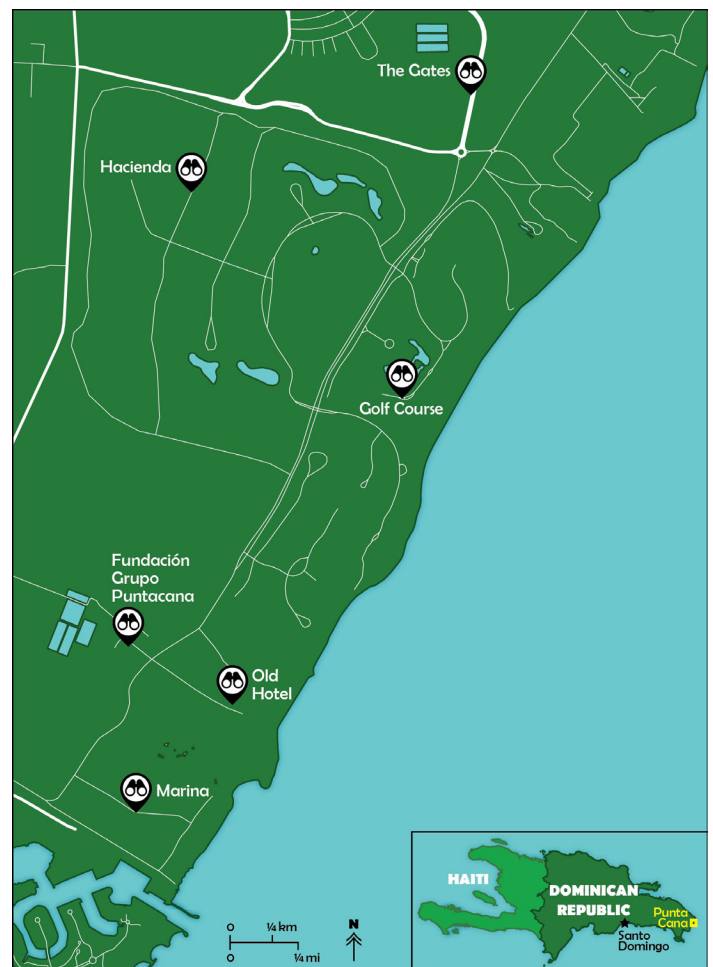 The Gates
Hacienda
Golf Course
Fundación
Grupo
Puntacana
Old
Hotel
Marina
HAITI
DOMINICAN
REPUBLIC
Punta
Cana
Santo
Domingo
0 ¼ km
0 ¼ mi
N